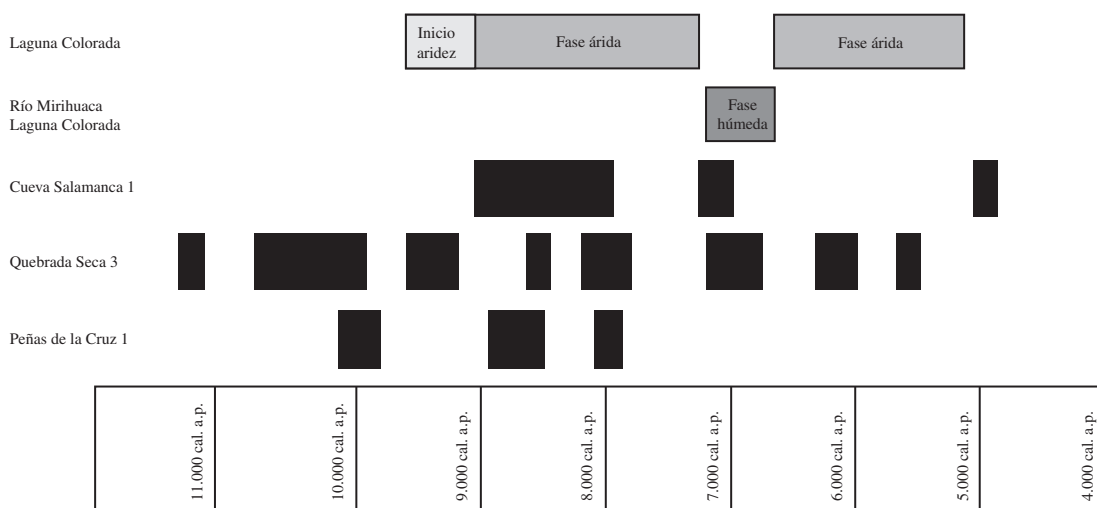 Laguna Colorada
Inicio
aridez
Fase árida
Fase árida
Río Mirihuaca
Laguna Colorada
Fase
húmeda
Cueva Salamanca 1
Quebrada Seca 3
Peñas de la Cruz 1
11.000 cal. a.p.
10.000 cal. a.p.
9.000 cal. a.p.
8.000 cal. a.p.
7.000 cal. a.p.
6.000 cal. a.p.
5.000 cal. a.p.
4.000 cal. a.p.